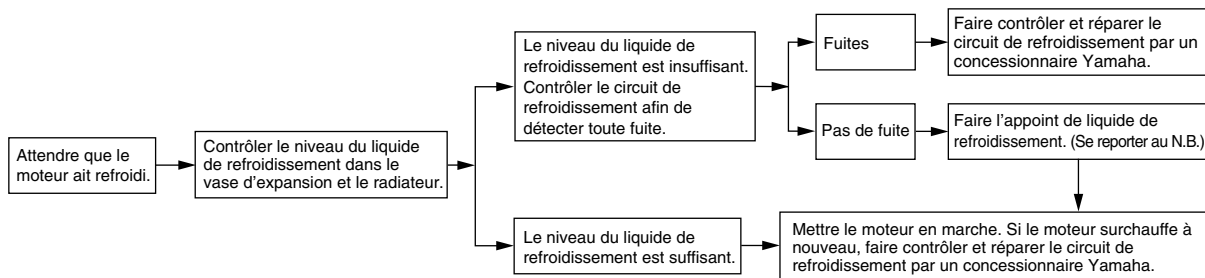 Attendre que le
moteur ait refroidi.
Contrôler le niveau du liquide
de refroidissement dans le
vase d'expansion et le radiateur.
Le niveau du liquide de
refroidissement est insuffisant.
Contrôler le circuit de
refroidissement afin de
détecter toute fuite.
Fuites
Faire contrôler et réparer le
circuit de refroidissement par un
concessionnaire Yamaha.
Pas de fuite
Faire l'appoint de liquide de
refroidissement. (Se reporter au N.B.)
Le niveau du liquide de
refroidissement est suffisant.
Mettre le moteur en marche. Si le moteur surchauffe à
nouveau, faire contrôler et réparer le circuit de
refroidissement par un concessionnaire Yamaha.